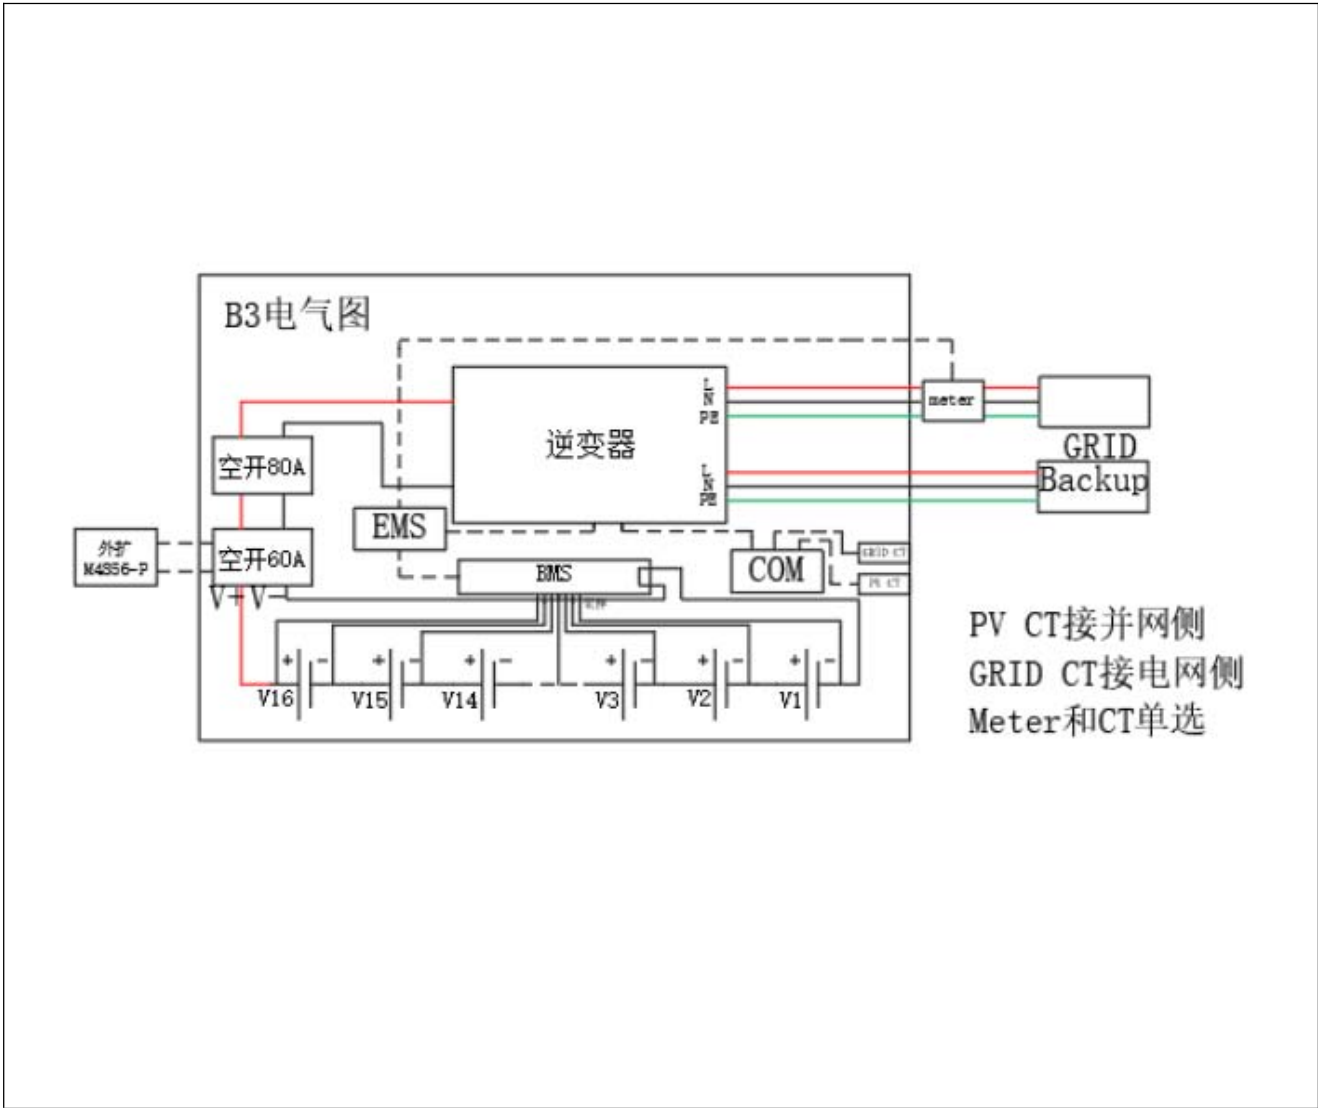 B3电气图
L
N
PE
meter
GRID
逆变器
空开80A
L
N
PE
Backup
EMS
外扩
M4856-P
空开60A
BMS
COM
GRID CT
PV CT
V+
V-
+ -
+ -
+ -
+ -
+ -
+ -
V16
V15
V14
V3
V2
V1
PV CT接并网侧
GRID CT接电网侧
Meter和CT单选